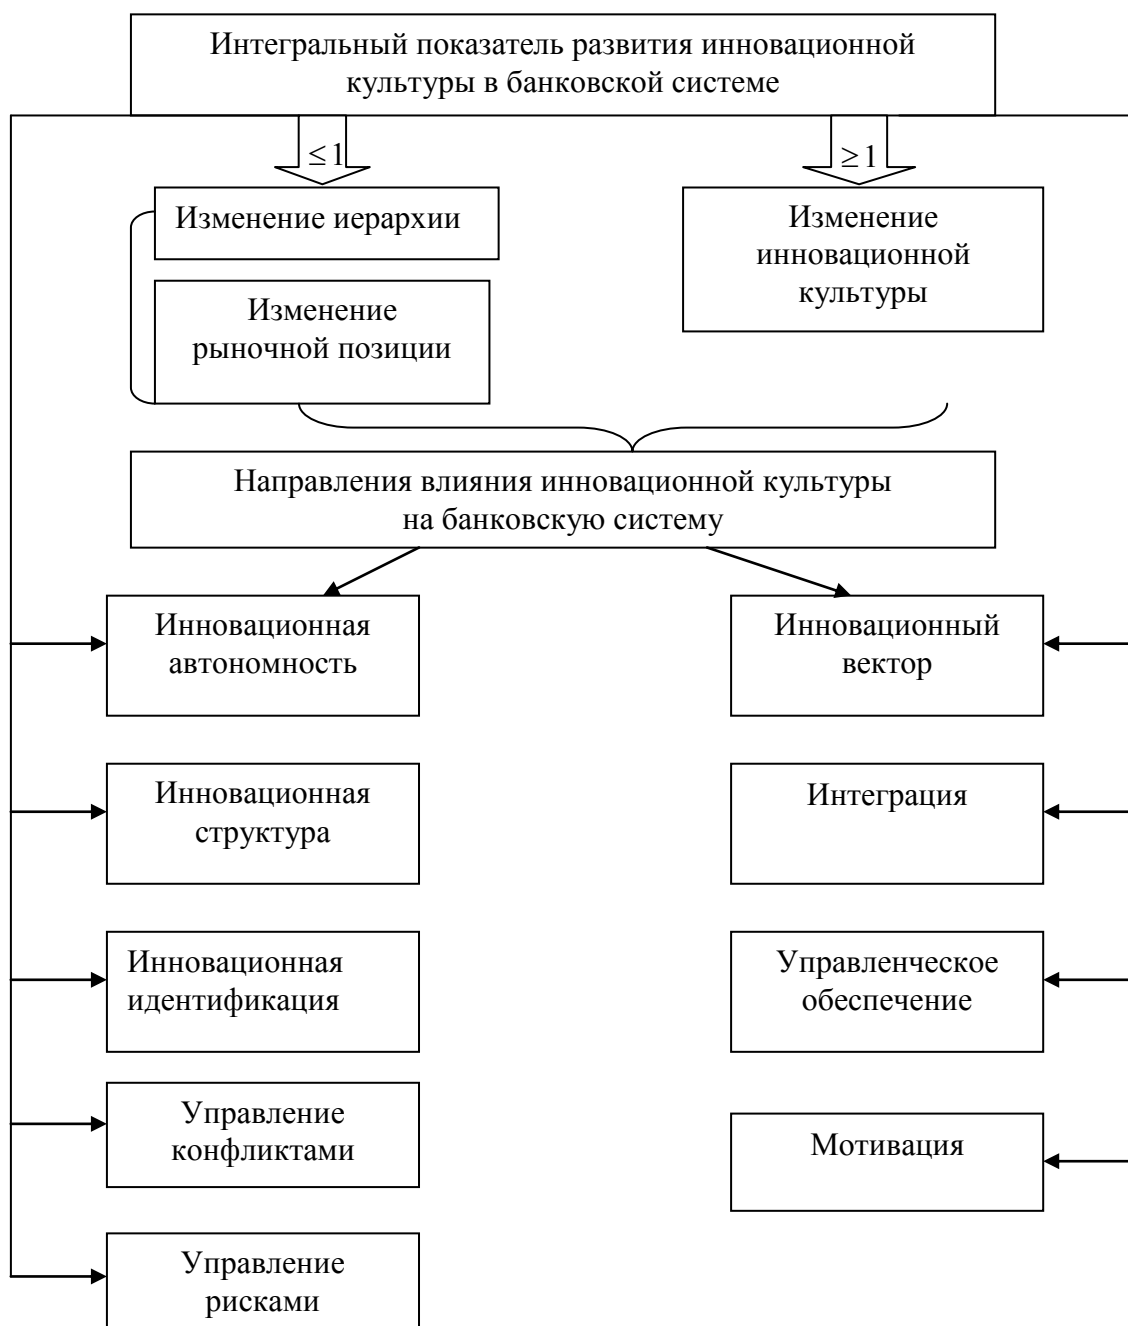 Интегральный показатель развития инновационной
культуры в банковской системе
≤ 1
≥ 1
Изменение иерархии
Изменение
инновационной
культуры
Изменение
рыночной позиции
Направления влияния инновационной культуры
на банковскую систему
Инновационная
автономность
Инновационный
вектор
Инновационная
структура
Интеграция
Инновационная
идентификация
Управленческое
обеспечение
Управление
конфликтами
Мотивация
Управление
рисками